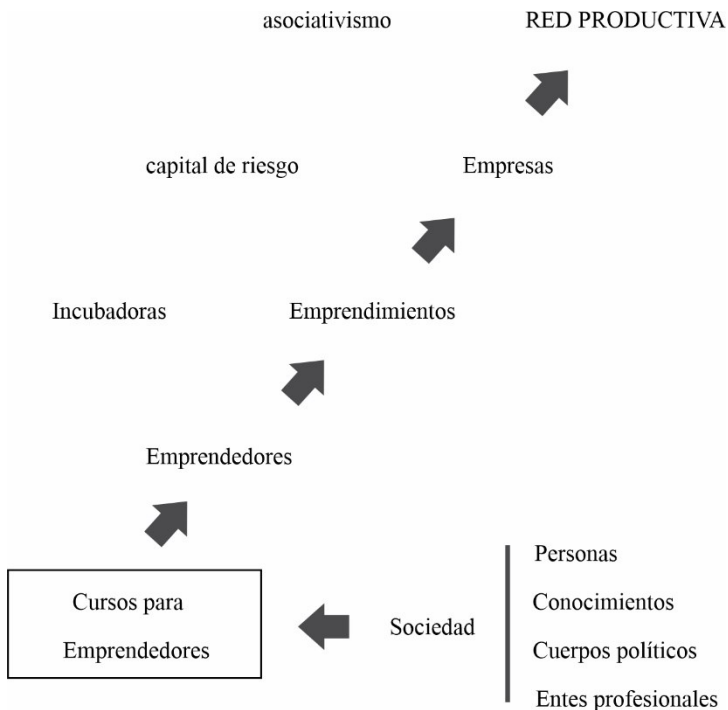 asociativismo RED PRODUCTIVA
capital de riesgo Empresas
Incubadoras Emprendimientos
Emprendedores
Cursos para
Emprendedores
Sociedad
Personas
Conocimientos
Cuerpos políticos
Entes profesionales